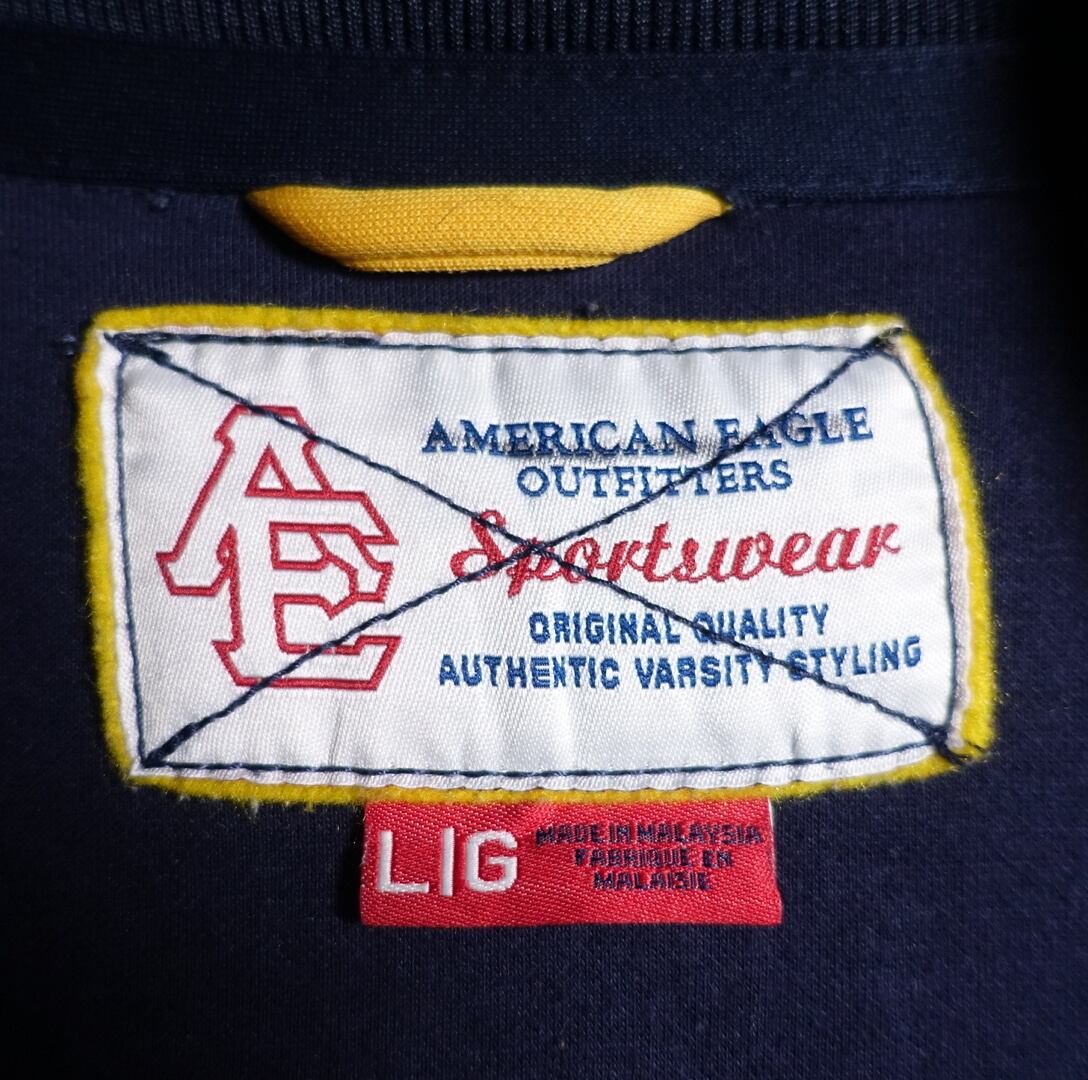 AE
AMERICAN EAGLE
OUTFITTERS
Sportswear
ORIGINAL QUALITY
AUTHENTIC VARSITY STYLING
L|G
MADE IN MALAYSIA
FABRIQUE EN
MALAISIE